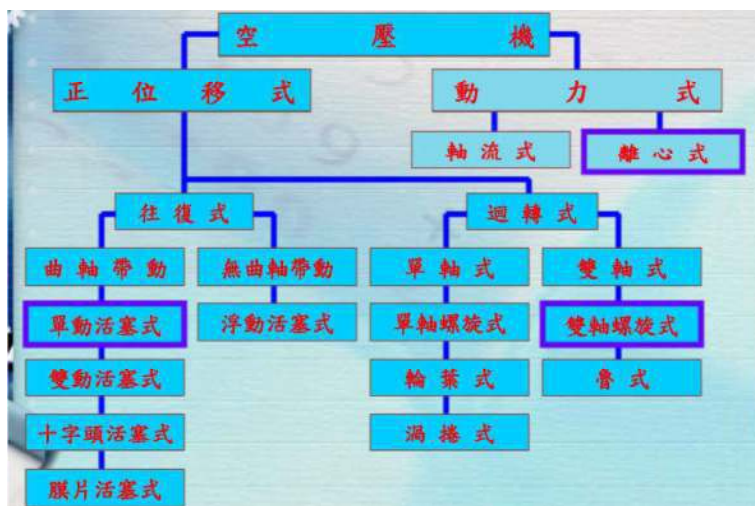 空壓機
正位移式
動力式
軸流式
離心式
往復式
迴轉式
曲軸帶動
無曲軸帶動
單軸式
雙軸式
單動活塞式
浮動活塞式
單軸螺旋式
雙軸螺旋式
雙動活塞式
輪葉式
魯式
十字頭活塞式
渦捲式
膜片活塞式